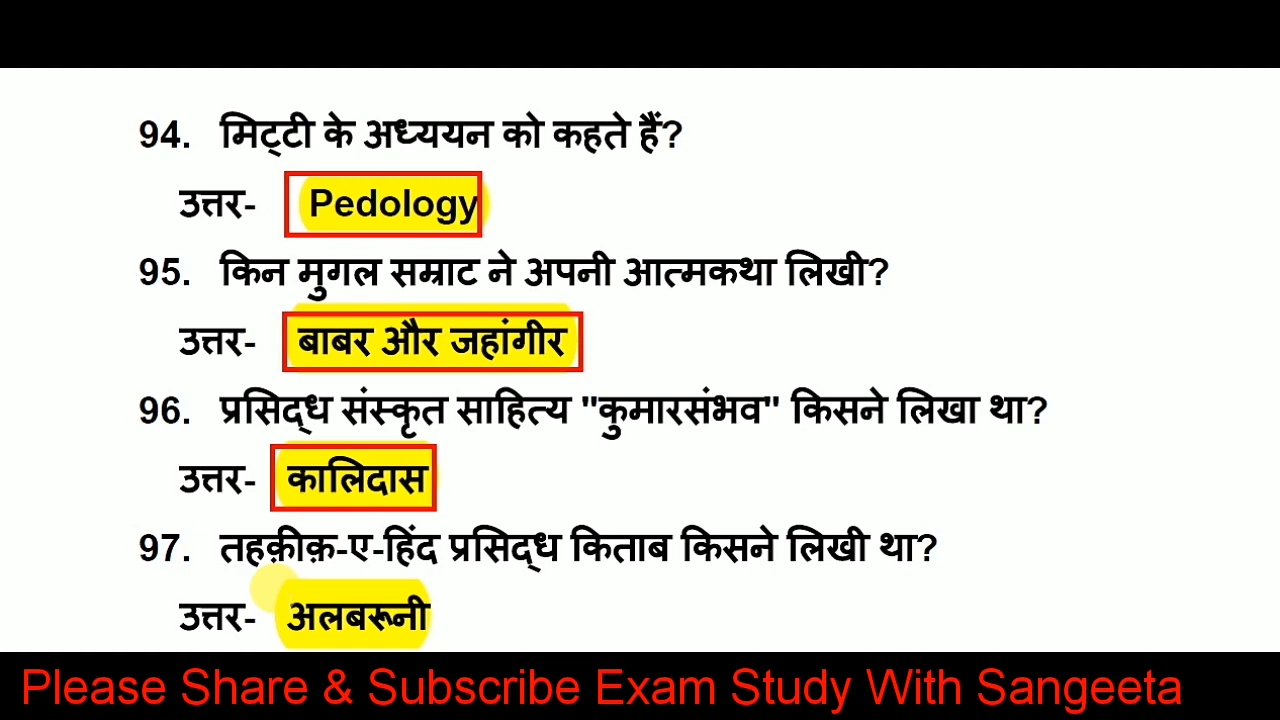 94. मिट्टी के अध्ययन को कहते हैं?
उत्तर- Pedology
95. किन मुगल सम्राट ने अपनी आत्मकथा लिखी?
उत्तर- बाबर और जहांगीर
96. प्रसिद्ध संस्कृत साहित्य "कुमारसंभव" किसने लिखा था?
उत्तर- कालिदास
97. तहक़ीक़-ए-हिंद प्रसिद्ध किताब किसने लिखी था?
उत्तर- अलबरूनी
Please Share & Subscribe Exam Study With Sangeeta